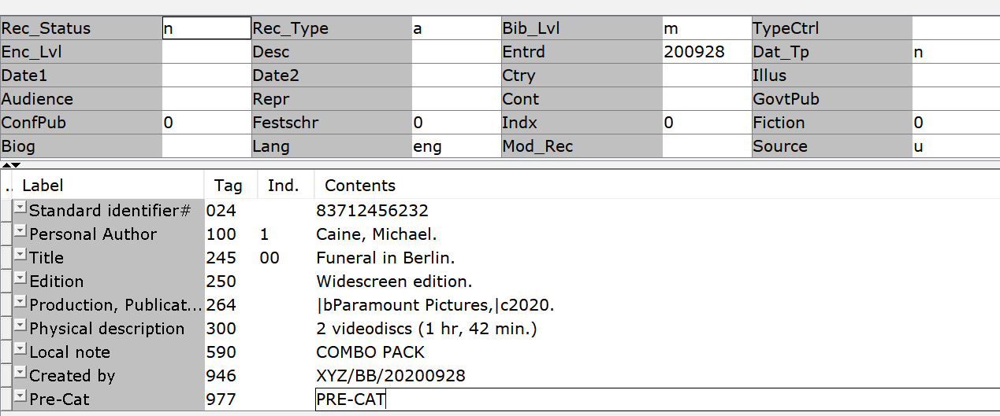 Rec_Status n Rec_Type a Bib_Lvl m TypeCtrl
Enc_Lvl Desc Entrd 200928 Dat_Tp n
Date1 Date2 Ctry Illus
Audience Repr Cont GovtPub
ConfPub 0 Festschr 0 Indx 0 Fiction 0
Biog Lang eng Mod_Rec Source u
.. Label Tag Ind. Contents
Standard identifier# 024 83712456232
Personal Author 100 1 Caine, Michael.
Title 245 00 Funeral in Berlin.
Edition 250 Widescreen edition.
Production, Publicat... 264 |bParamount Pictures,|c2020.
Physical description 300 2 videodiscs (1 hr, 42 min.)
Local note 590 COMBO PACK
Created by 946 XYZ/BB/20200928
Pre-Cat 977 PRE-CAT